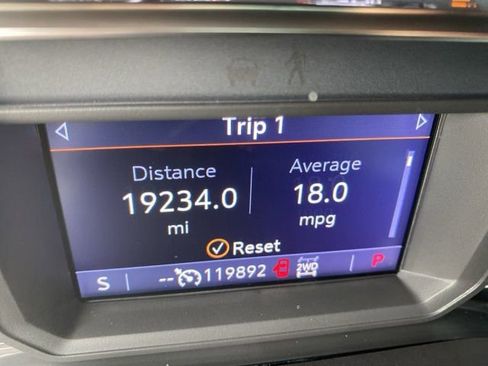 Trip 1
Distance Average
19234.0 18.0
mi mpg
Reset
S -- 119892 2WD P